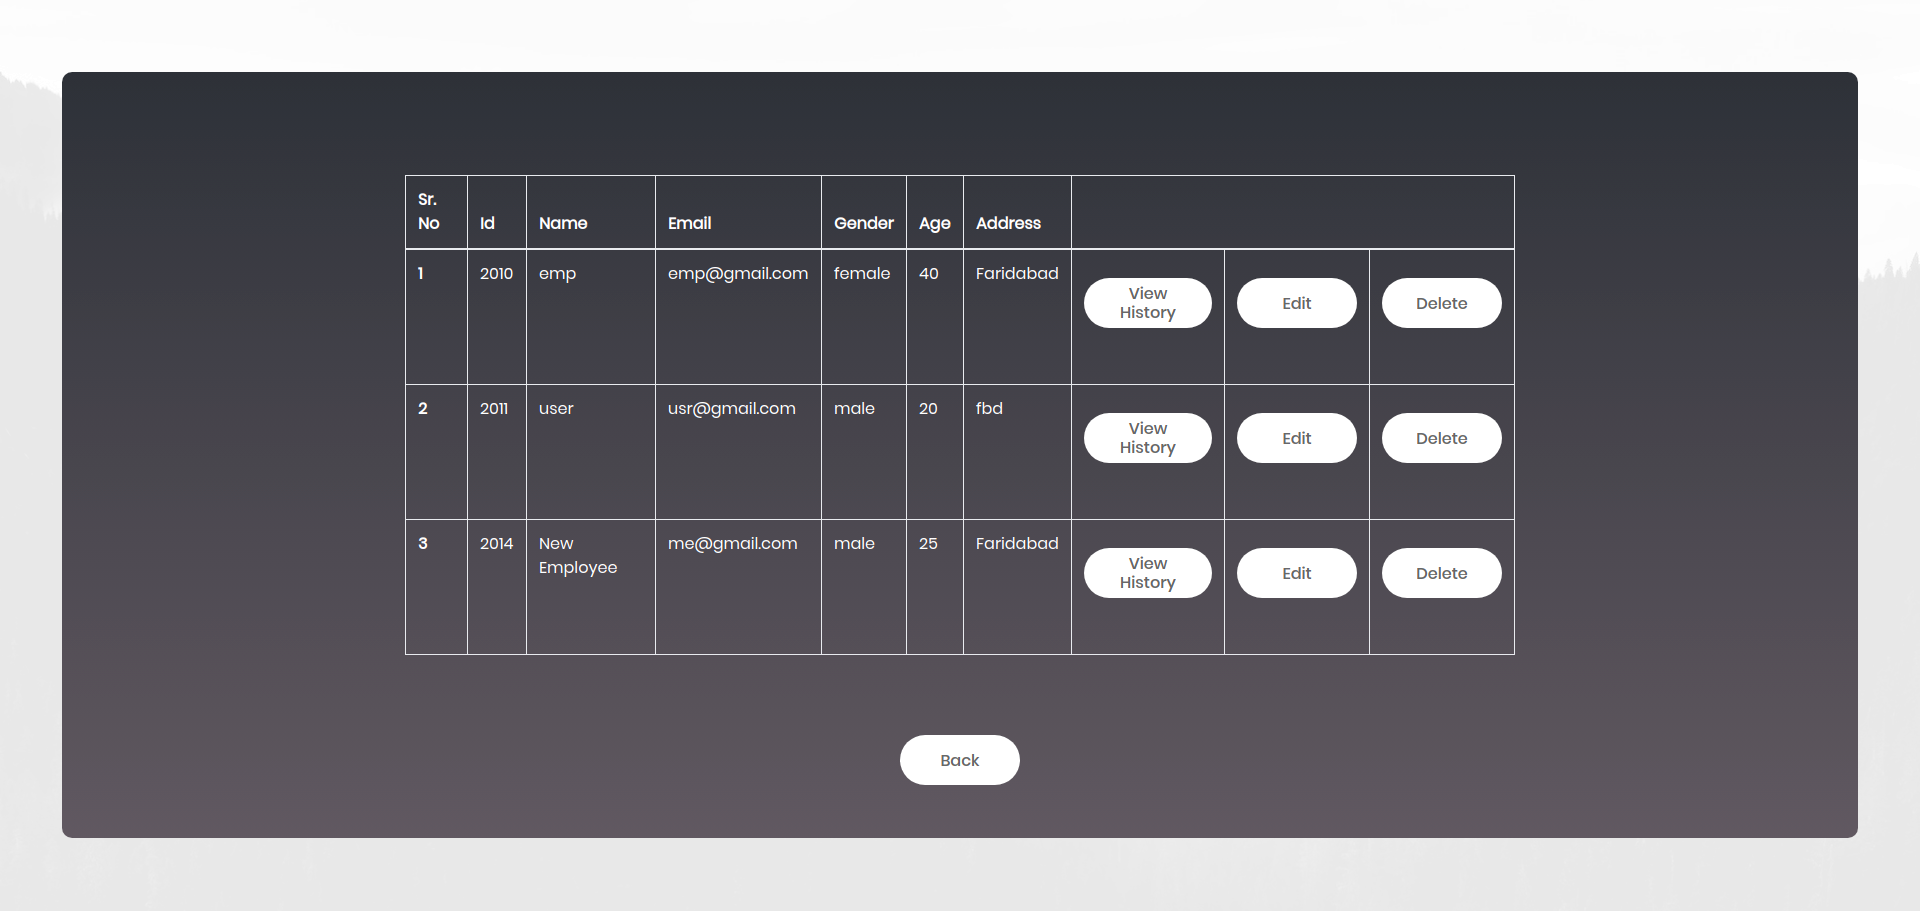 Sr. No Id Name Email Gender Age Address
1 2010 emp emp@gmail.com female 40 Faridabad View History Edit Delete
2 2011 user usr@gmail.com male 20 fbd View History Edit Delete
3 2014 New Employee me@gmail.com male 25 Faridabad View History Edit Delete
Back